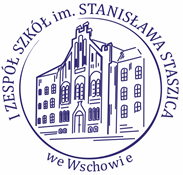 I ZESPÓŁ SZKÓŁ im. STANISŁAWA STASZICA
we Wschowie